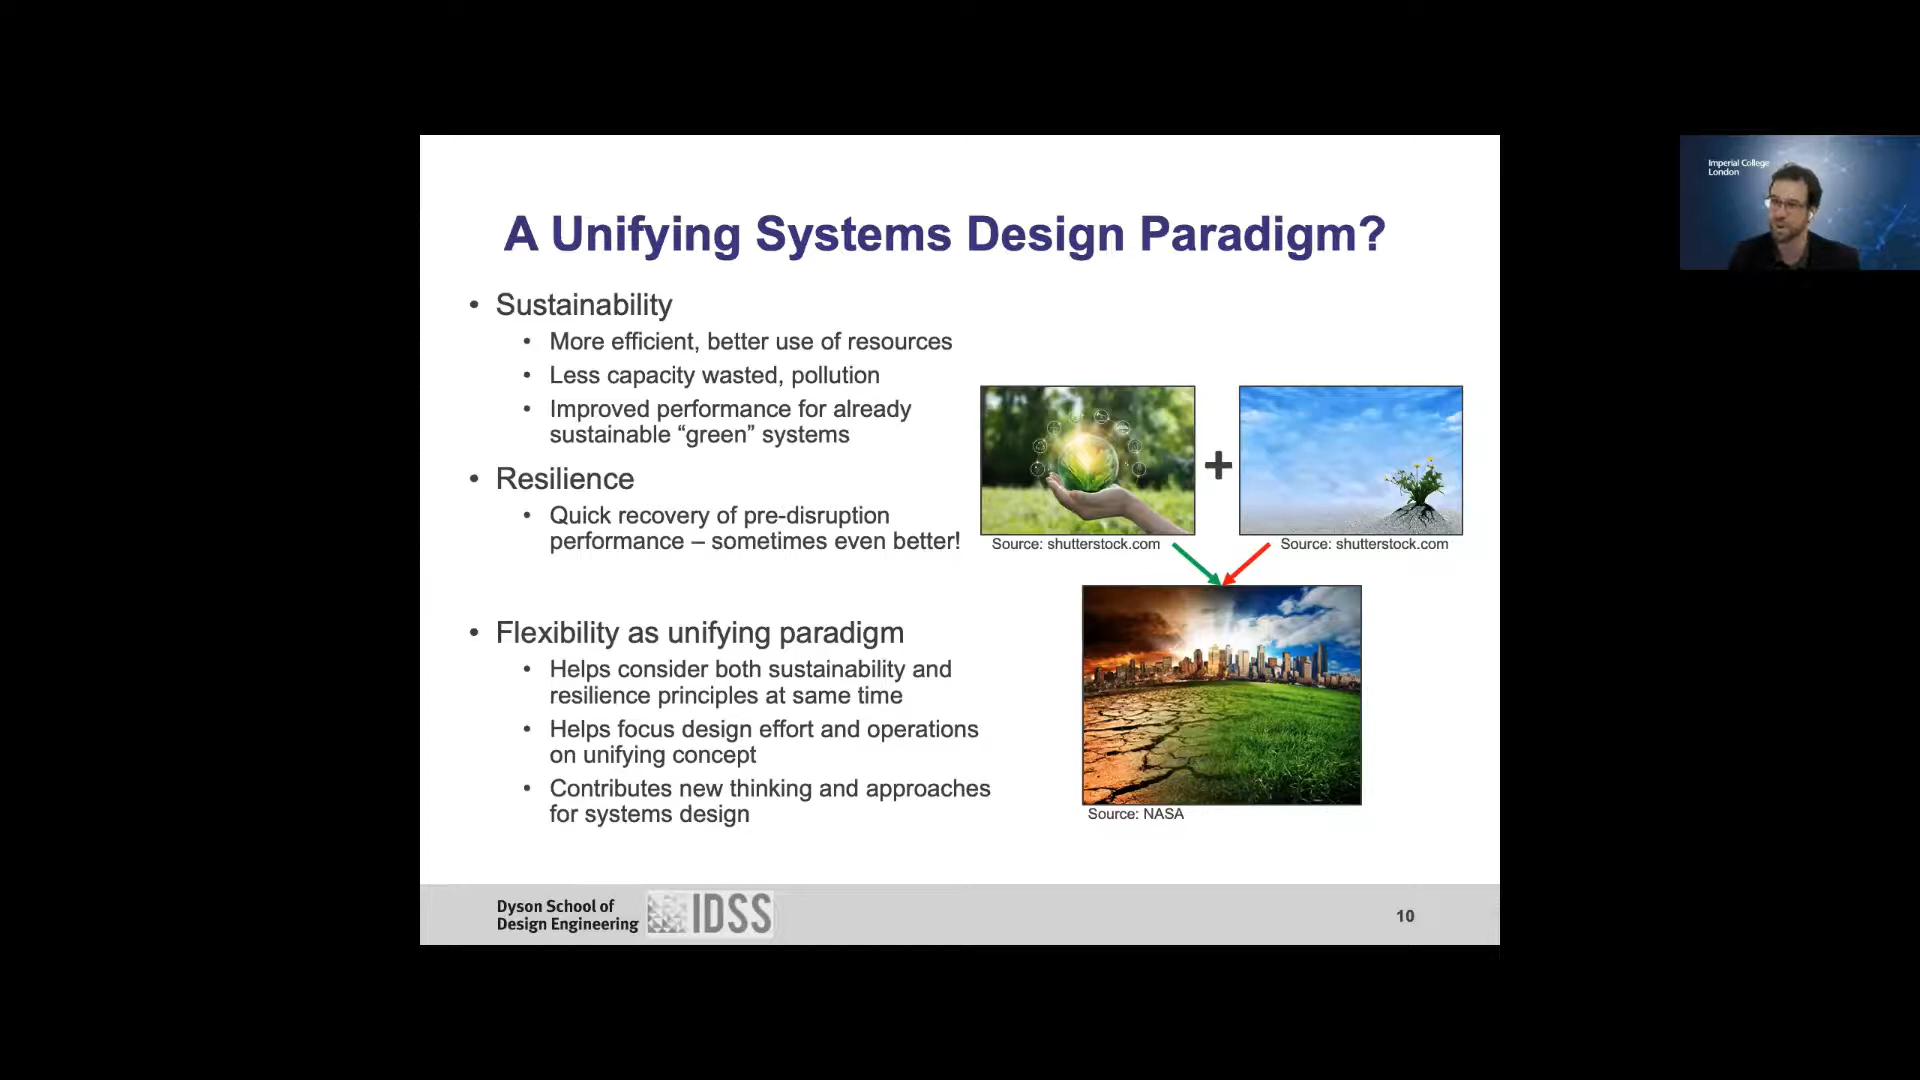 A Unifying Systems Design Paradigm?
• Sustainability
• More efficient, better use of resources
• Less capacity wasted, pollution
• Improved performance for already
sustainable “green” systems
• Resilience
• Quick recovery of pre-disruption
performance – sometimes even better!
• Flexibility as unifying paradigm
• Helps consider both sustainability and
resilience principles at same time
• Helps focus design effort and operations
on unifying concept
• Contributes new thinking and approaches
for systems design
+
Source: shutterstock.com
Source: shutterstock.com
Source: NASA
Dyson School of
Design Engineering
IDSS
10
Imperial College
London